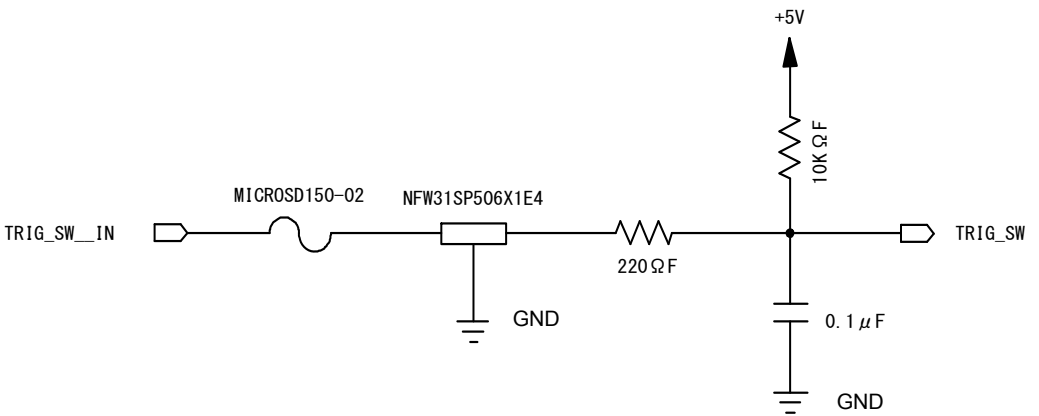 +5V
10KΩF
MICROSD150-02
NFW31SP506X1E4
TRIG_SW__IN
220ΩF
TRIG_SW
GND
0.1μF
GND